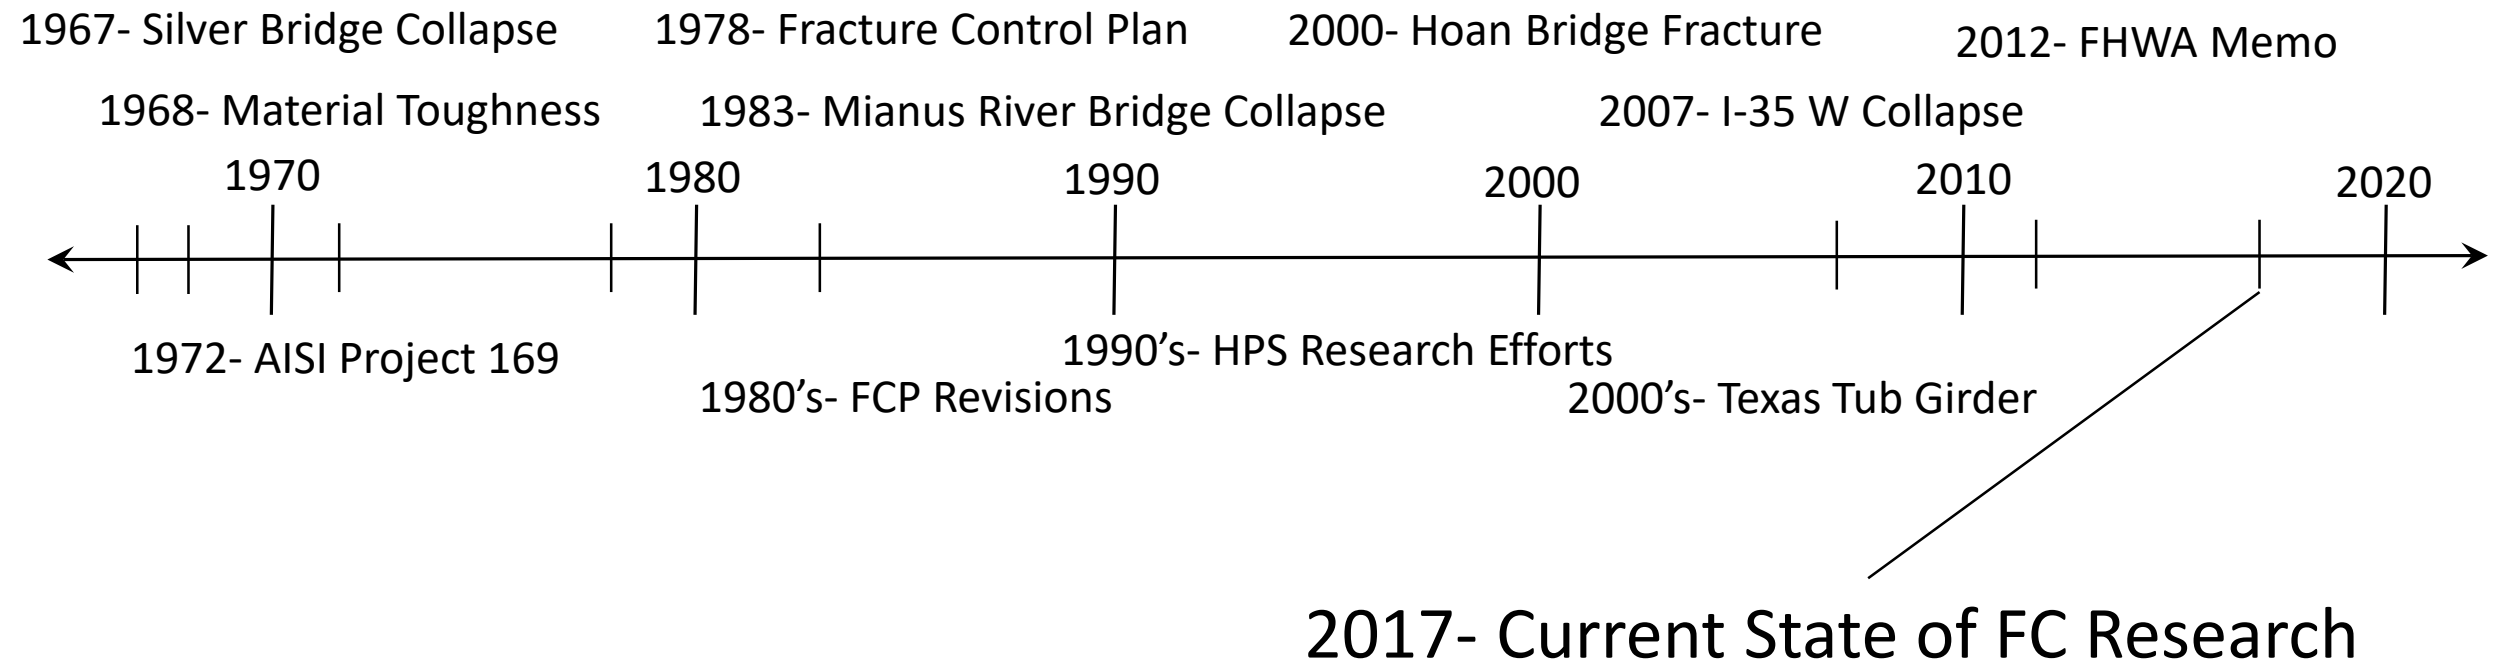 1967- Silver Bridge Collapse
1978- Fracture Control Plan
2000- Hoan Bridge Fracture
2012- FHWA Memo
1968- Material Toughness
1983- Mianus River Bridge Collapse
2007- I-35 W Collapse
1970
1980
1990
2000
2010
2020
1972- AISI Project 169
1990’s- HPS Research Efforts
1980’s- FCP Revisions
2000’s- Texas Tub Girder
2017- Current State of FC Research